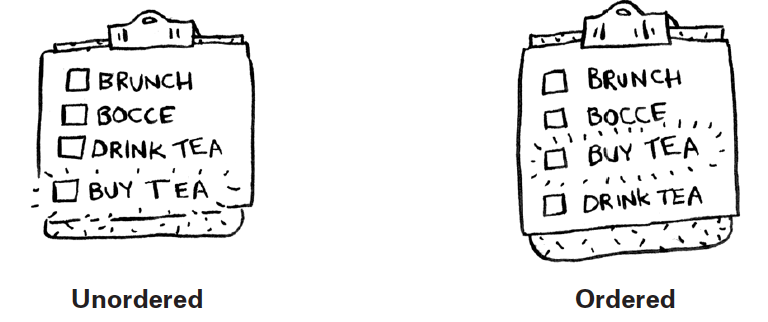 BRUNCH
BOCCE
DRINK TEA
BUY TEA
Unordered
BRUNCH
BOCCE
BUY TEA
DRINK TEA
Ordered